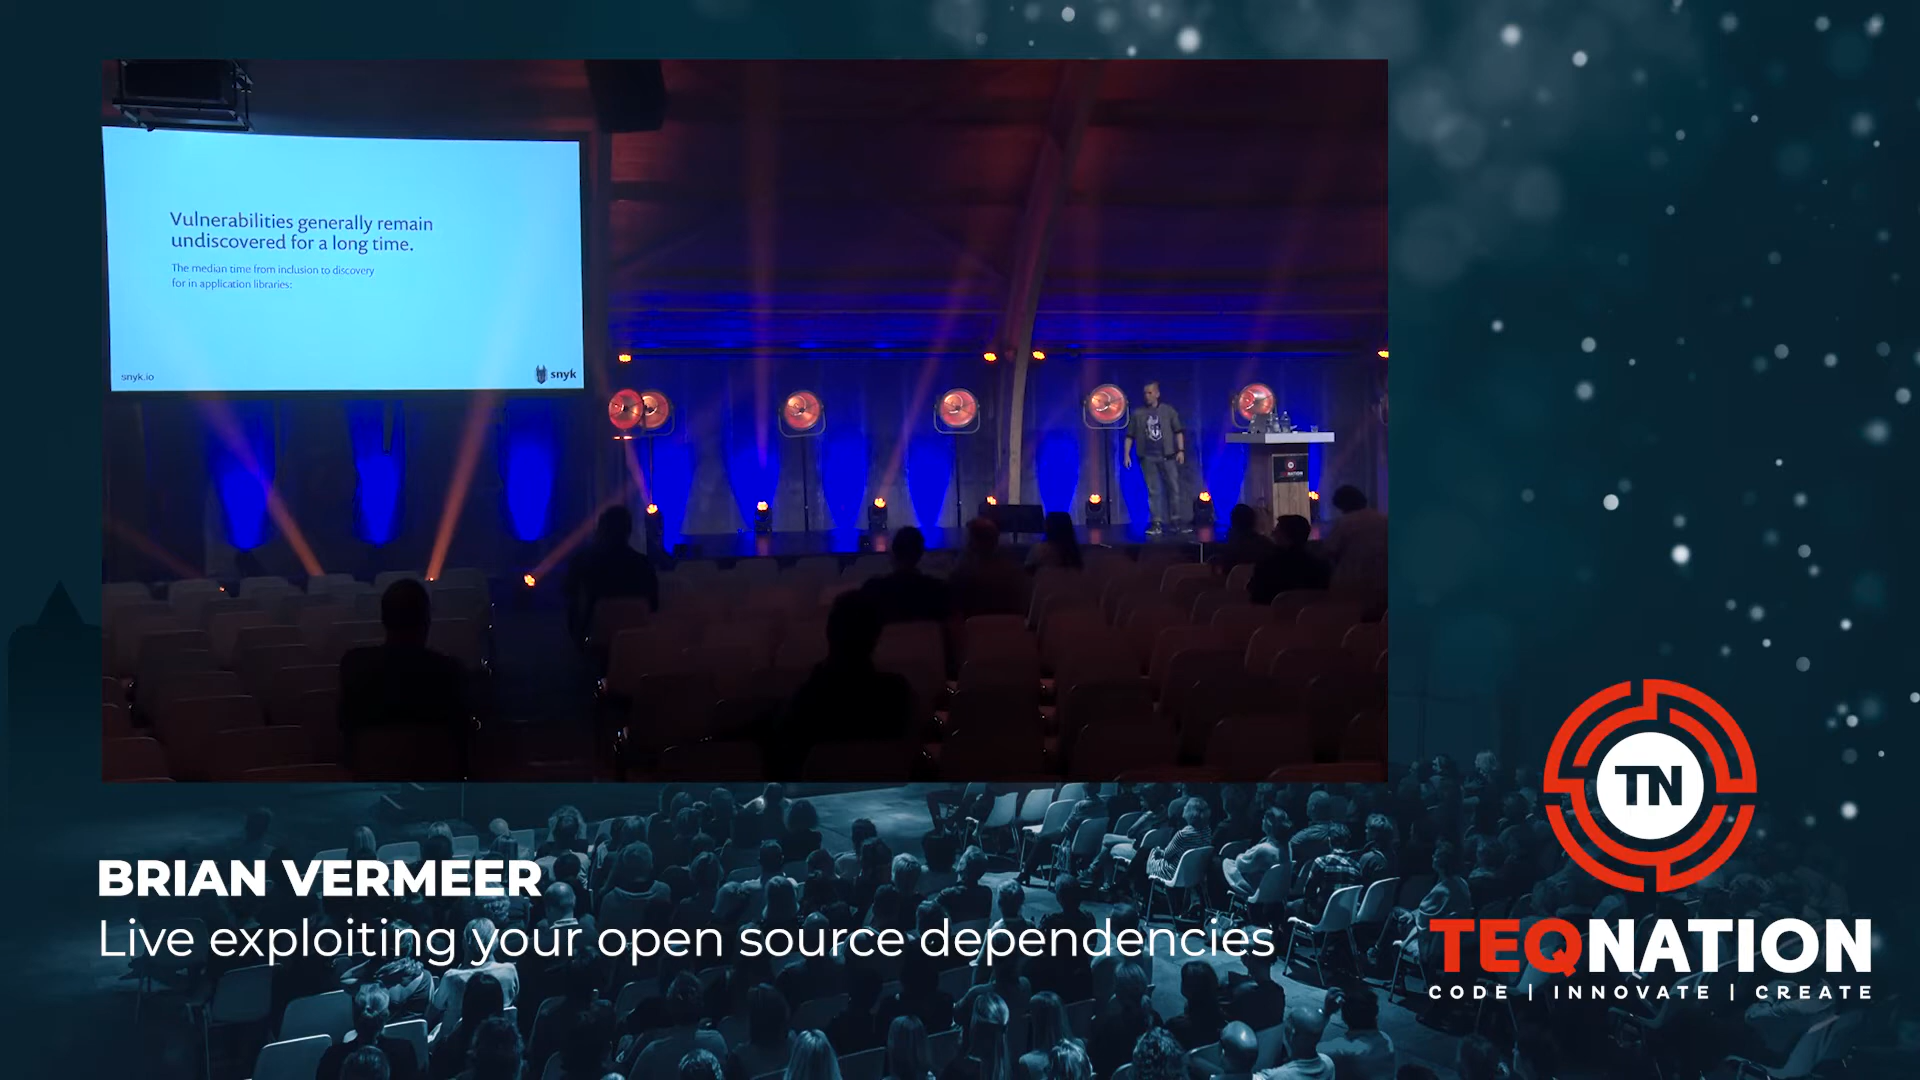 Vulnerabilities generally remain
undiscovered for a long time.
The median time from inclusion to discovery
for in application libraries:
snyk.io
snyk
TEQNATION
BRIAN VERMEER
Live exploiting your open source dependencies
TN
TEQNATION
CODE | INNOVATE | CREATE